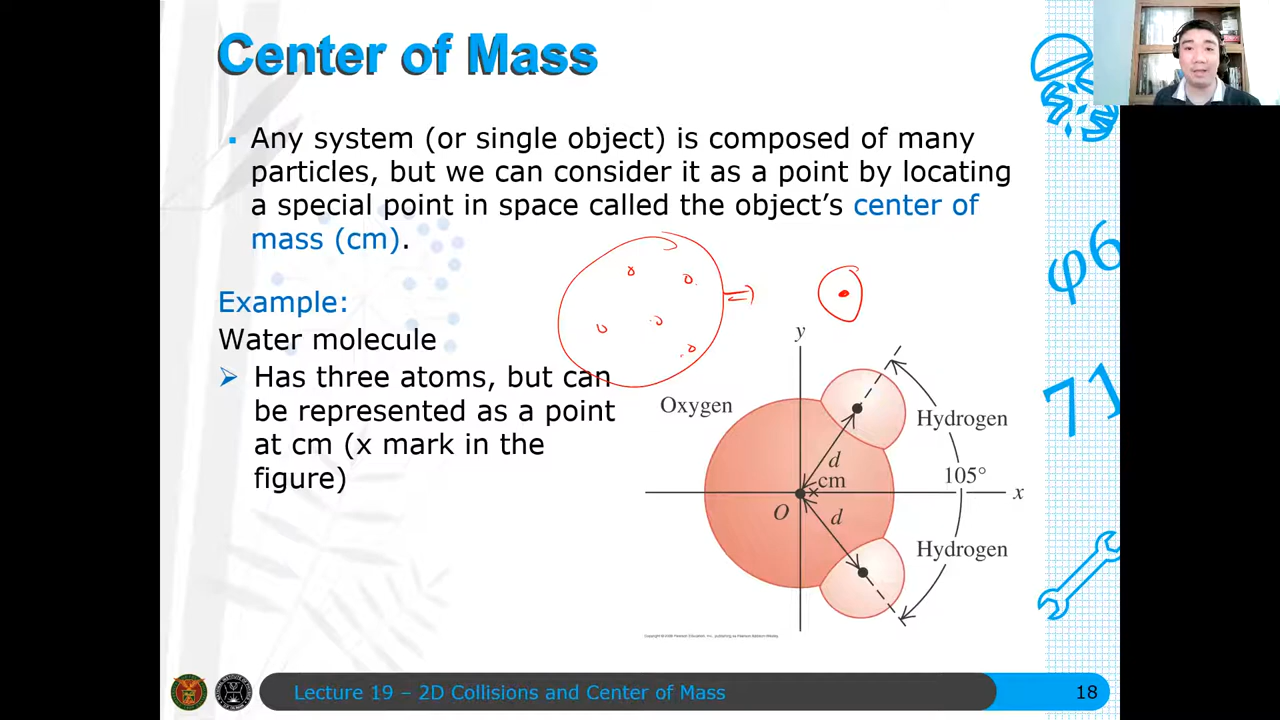 Center of Mass
▪ Any system (or single object) is composed of many
particles, but we can consider it as a point by locating
a special point in space called the object’s center of
mass (cm).
Example:
Water molecule
➢ Has three atoms, but can
be represented as a point
at cm (x mark in the
figure)
y
Oxygen
Hydrogen
d
cm
105°
x
O
d
Hydrogen
φ6
71
Lecture 19 – 2D Collisions and Center of Mass
18